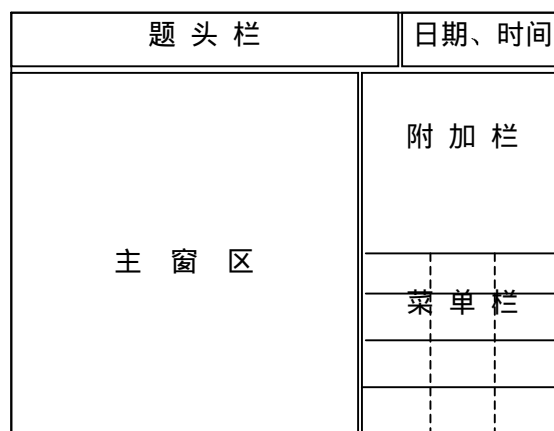 题 头 栏
日期、时间
附 加 栏
主 窗 区
菜 单 栏